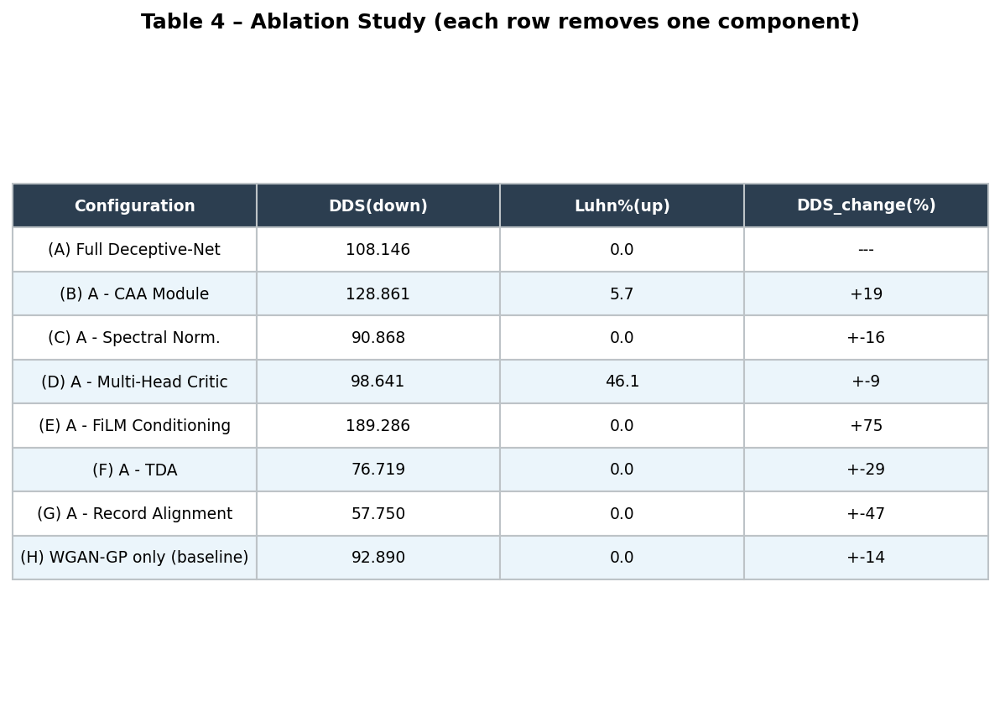 Table 4 – Ablation Study (each row removes one component)
Configuration DDS(down) Luhn%(up) DDS_change(%)
(A) Full Deceptive-Net 108.146 0.0 ---
(B) A - CAA Module 128.861 5.7 +19
(C) A - Spectral Norm. 90.868 0.0 +-16
(D) A - Multi-Head Critic 98.641 46.1 +-9
(E) A - FiLM Conditioning 189.286 0.0 +75
(F) A - TDA 76.719 0.0 +-29
(G) A - Record Alignment 57.750 0.0 +-47
(H) WGAN-GP only (baseline) 92.890 0.0 +-14